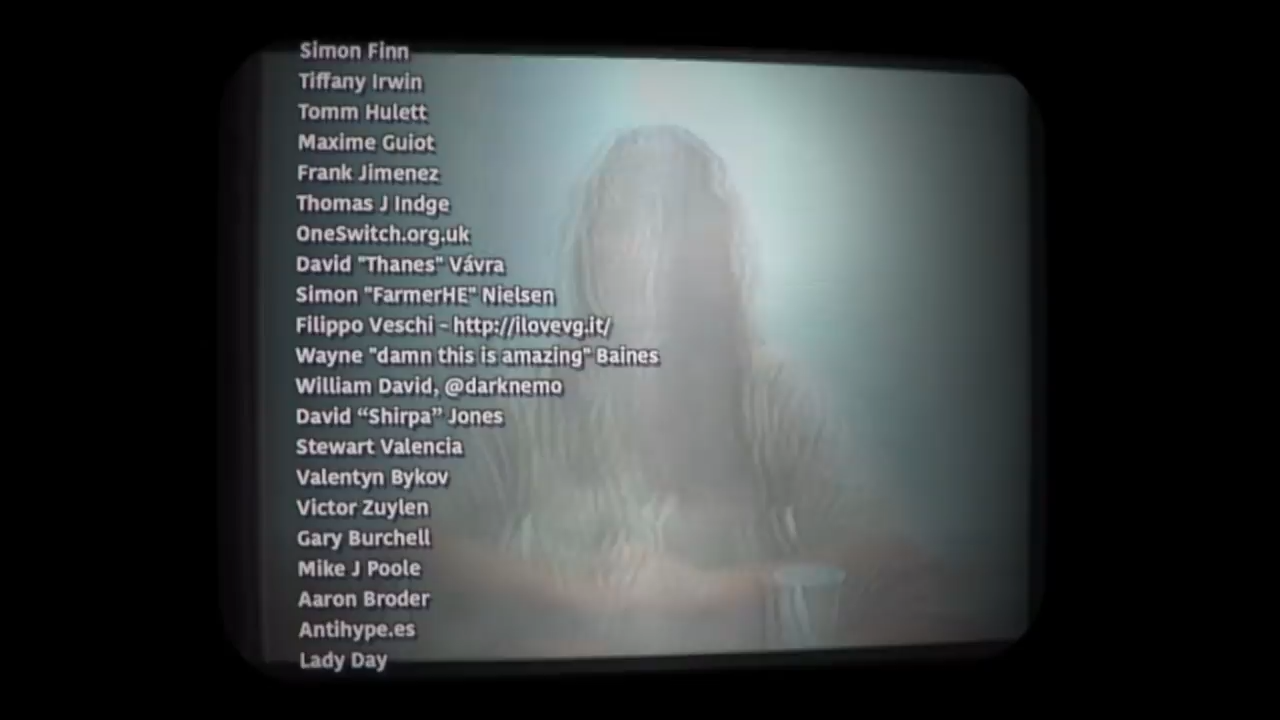 Simon Finn
Tiffany Irwin
Tomm Hulett
Maxime Guiot
Frank Jimenez
Thomas J Indge
OneSwitch.org.uk
David "Thanes" Vávra
Simon "FarmerHE" Nielsen
Filippo Veschi - http://ilovevg.it/
Wayne "damn this is amazing" Baines
William David, @darknemo
David “Shirpa” Jones
Stewart Valencia
Valentyn Bykov
Victor Zuylen
Gary Burchell
Mike J Poole
Aaron Broder
Antihype.es
Lady Day